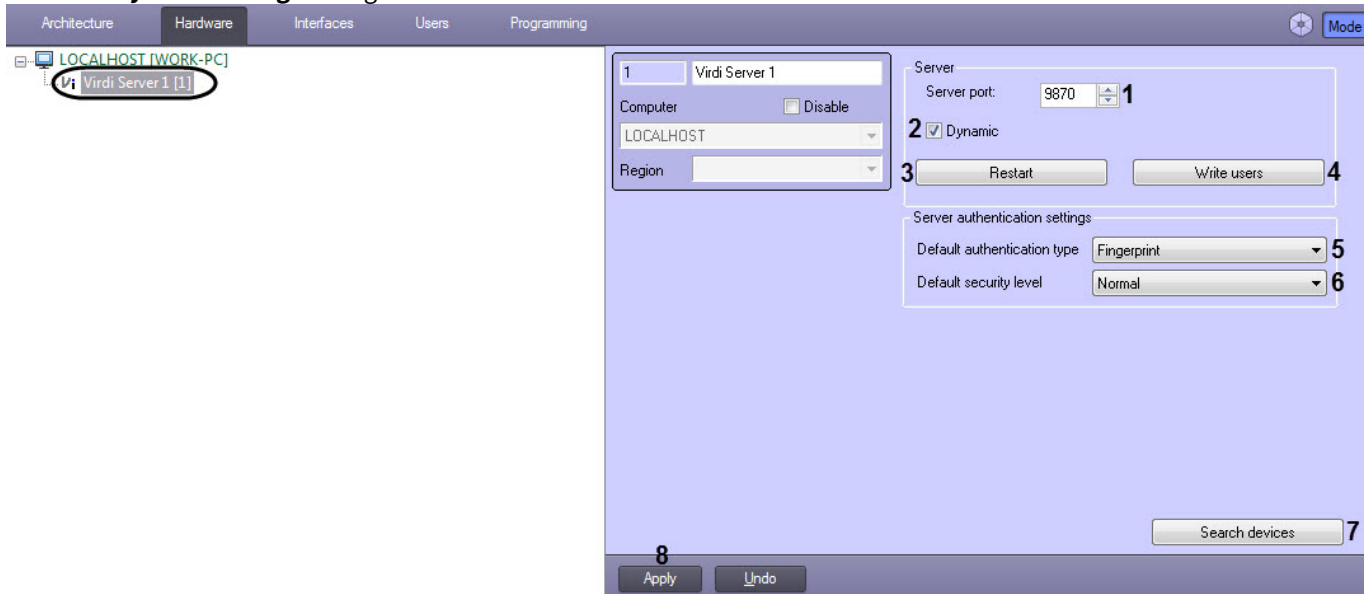 Architecture Hardware Interfaces Users Programming Mode
LOCALHOST [WORK-PC]
Virdi Server 1 [1]
1 Virdi Server 1
Computer Disable
LOCALHOST
Region
Server
Server port: 9870 1
2 Dynamic
3 Restart Write users 4
Server authentication settings
Default authentication type Fingerprint 5
Default security level Normal 6
Search devices 7
8
Apply Undo